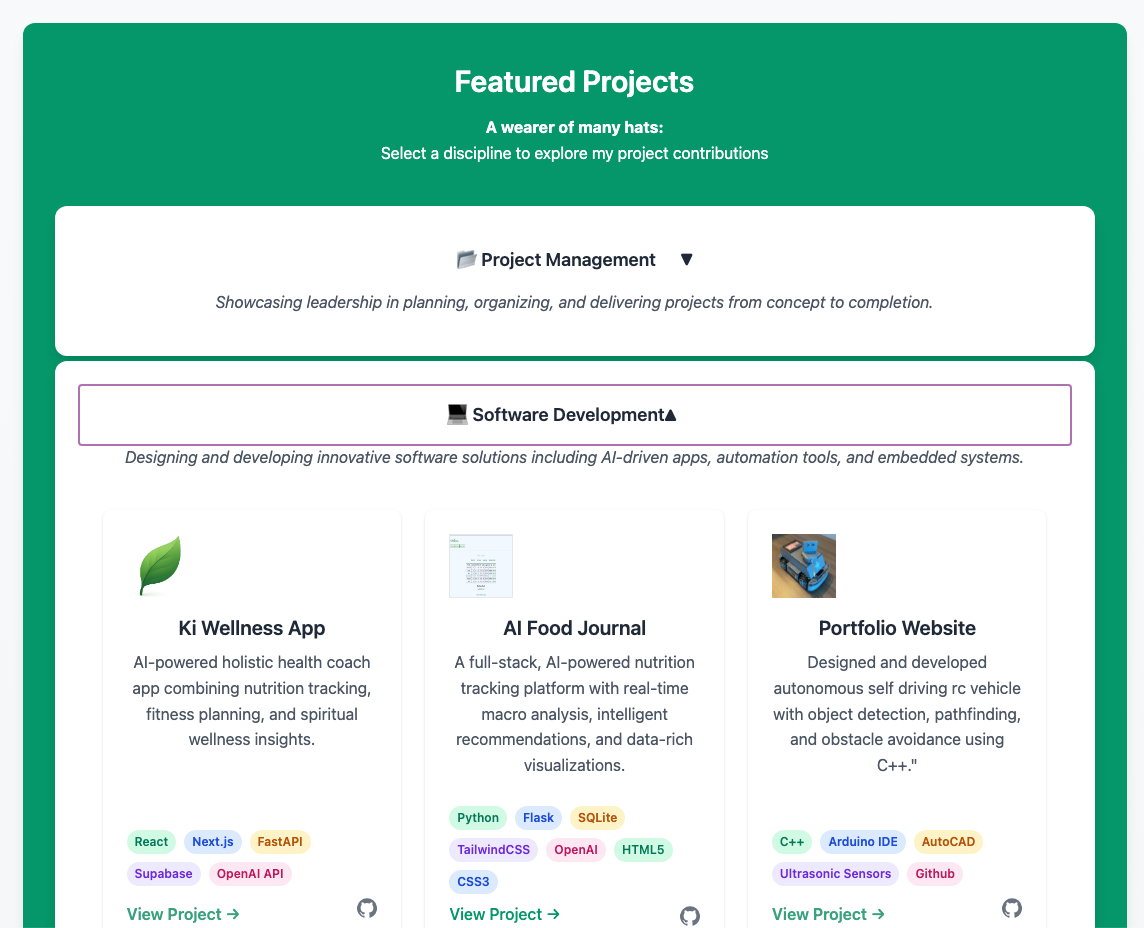 Featured Projects
A wearer of many hats:
Select a discipline to explore my project contributions
📁 Project Management ▼
Showcasing leadership in planning, organizing, and delivering projects from concept to completion.
💻 Software Development▲
Designing and developing innovative software solutions including AI-driven apps, automation tools, and embedded systems.
Ki Wellness App
AI-powered holistic health coach
app combining nutrition tracking,
fitness planning, and spiritual
wellness insights.
React Next.js FastAPI
Supabase OpenAI API
View Project →
AI Food Journal
A full-stack, AI-powered nutrition
tracking platform with real-time
macro analysis, intelligent
recommendations, and data-rich
visualizations.
Python Flask SQLite
TailwindCSS OpenAI HTML5
CSS3
View Project →
Portfolio Website
Designed and developed
autonomous self driving rc vehicle
with object detection, pathfinding,
and obstacle avoidance using
C++."
C++ Arduino IDE AutoCAD
Ultrasonic Sensors Github
View Project →